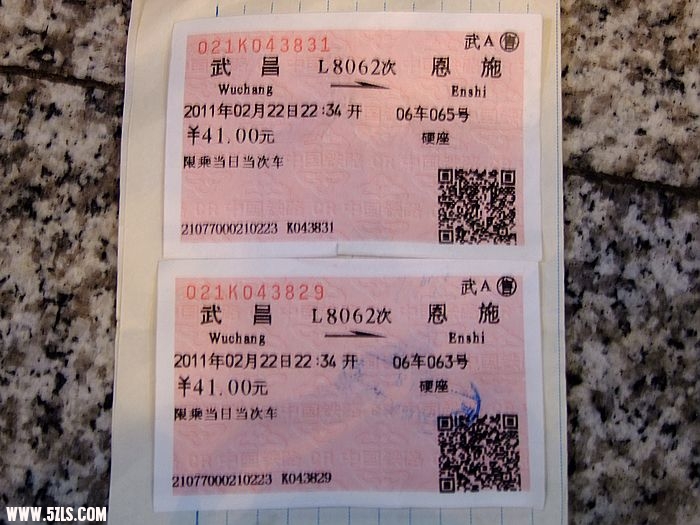 021K043831
武A 售
武昌 L8062次 恩施
Wuchang Enshi
2011年02月22日22:34开 06车065号
¥41.00元 硬座
限乘当日当次车
21077000210223 K043831
021K043829
武A 售
武昌 L8062次 恩施
Wuchang Enshi
2011年02月22日22:34开 06车063号
¥41.00元 硬座
限乘当日当次车
21077000210223 K043829
WWW.5ZLS.COM